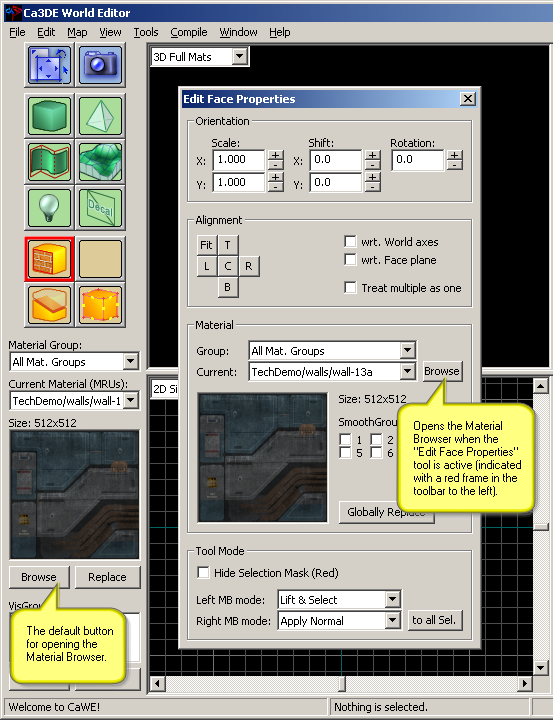 Ca3DE World Editor
File Edit Map View Tools Compile Window Help
3D Full Mats
Decal
Material Group:
All Mat. Groups
Current Material (MRUs):
TechDemo/walls/wall-1
Size: 512x512
Browse Replace
VisGrou
The default button
for opening the
Material Browser.
2D Si
Edit Face Properties
Orientation
Scale: Shift: Rotation:
X: 1.000 + - X: 0.0 + - 0.0 + -
Y: 1.000 + - Y: 0.0 + -
Alignment
Fit T
L C R
B
wrt. World axes
wrt. Face plane
Treat multiple as one
Material
Group: All Mat. Groups
Current: TechDemo/walls/wall-13a Browse
Size: 512x512
SmoothGrou
1 2
5 6
Globally Replace
Opens the Material
Browser when the
"Edit Face Properties"
tool is active (indicated
with a red frame in the
toolbar to the left).
Tool Mode
Hide Selection Mask (Red)
Left MB mode: Lift & Select
Right MB mode: Apply Normal to all Sel.
Welcome to CaWE! Nothing is selected.